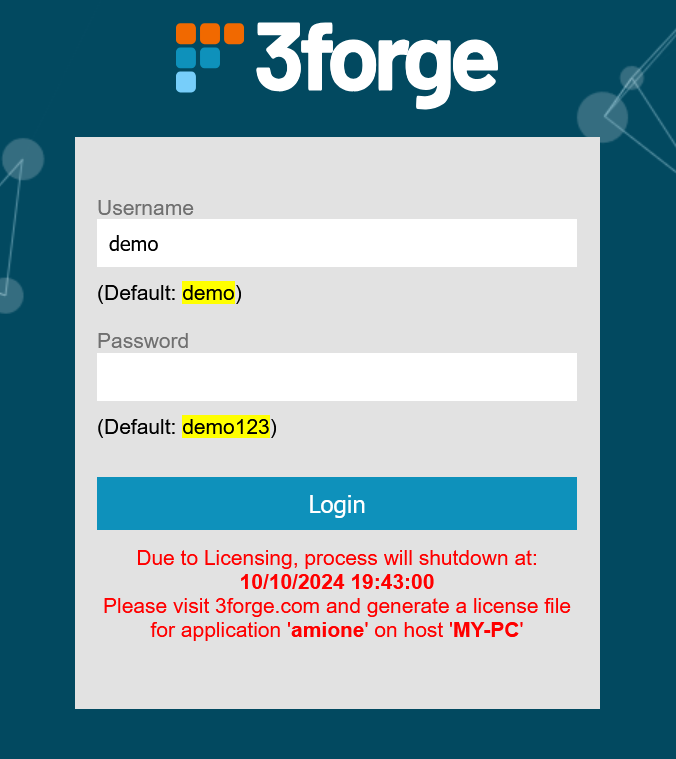 3forge
Username
demo
(Default: demo)
Password
(Default: demo123)
Login
Due to Licensing, process will shutdown at:
10/10/2024 19:43:00
Please visit 3forge.com and generate a license file
for application 'amione' on host 'MY-PC'